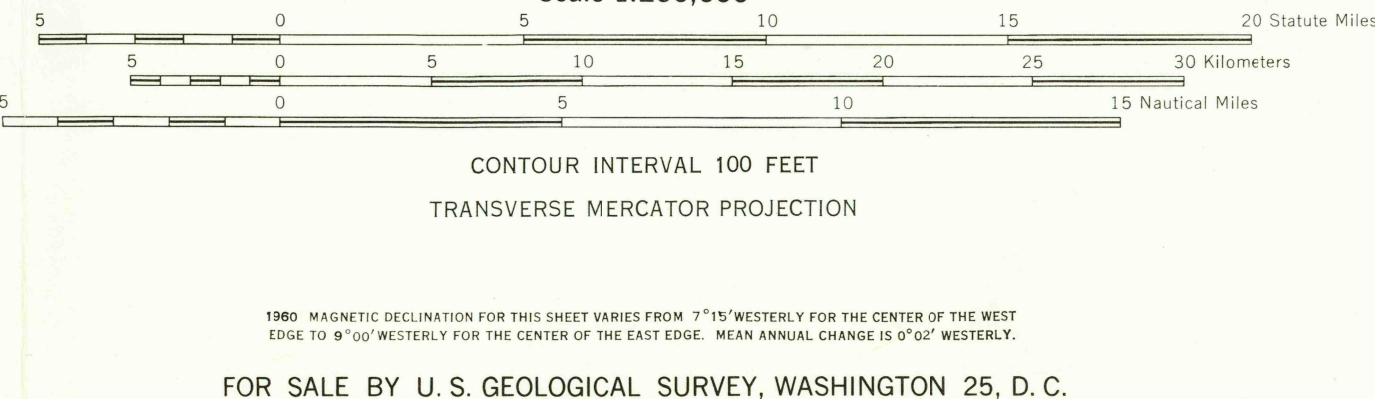 5 0 5 10 15 20 Statute Miles
5 0 5 10 15 20 25 30 Kilometers
5 0 5 10 15 Nautical Miles
CONTOUR INTERVAL 100 FEET
TRANSVERSE MERCATOR PROJECTION
1960 MAGNETIC DECLINATION FOR THIS SHEET VARIES FROM 7°15′ WESTERLY FOR THE CENTER OF THE WEST
EDGE TO 9°00′ WESTERLY FOR THE CENTER OF THE EAST EDGE. MEAN ANNUAL CHANGE IS 0°02′ WESTERLY.
FOR SALE BY U. S. GEOLOGICAL SURVEY, WASHINGTON 25, D. C.